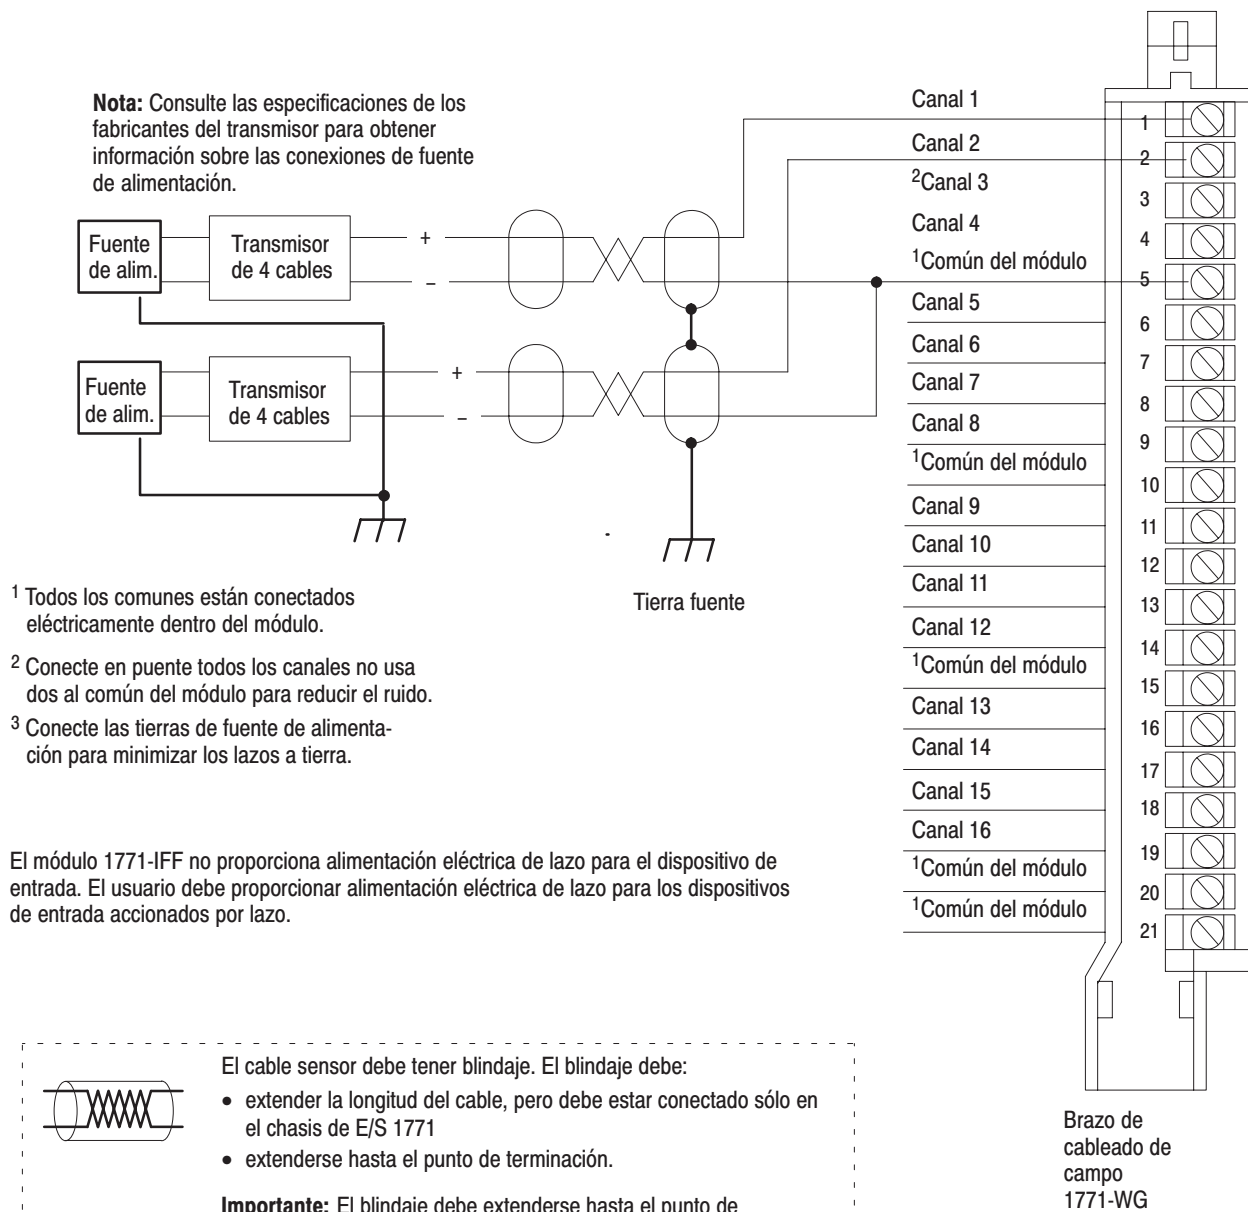 Nota: Consulte las especificaciones de los
fabricantes del transmisor para obtener
información sobre las conexiones de fuente
de alimentación.
Fuente
de alim.
Transmisor
de 4 cables
+
–
Fuente
de alim.
Transmisor
de 4 cables
+
–
Tierra fuente
Canal 1
Canal 2
2Canal 3
Canal 4
1Común del módulo
Canal 5
Canal 6
Canal 7
Canal 8
1Común del módulo
Canal 9
Canal 10
Canal 11
Canal 12
1Común del módulo
Canal 13
Canal 14
Canal 15
Canal 16
1Común del módulo
1Común del módulo
1
2
3
4
5
6
7
8
9
10
11
12
13
14
15
16
17
18
19
20
21
1 Todos los comunes están conectados
eléctricamente dentro del módulo.
2 Conecte en puente todos los canales no usa
dos al común del módulo para reducir el ruido.
3 Conecte las tierras de fuente de alimenta-
ción para minimizar los lazos a tierra.
El módulo 1771-IFF no proporciona alimentación eléctrica de lazo para el dispositivo de
entrada. El usuario debe proporcionar alimentación eléctrica de lazo para los dispositivos
de entrada accionados por lazo.
El cable sensor debe tener blindaje. El blindaje debe:
• extender la longitud del cable, pero debe estar conectado sólo en
el chasis de E/S 1771
• extenderse hasta el punto de terminación.
Importante: El blindaje debe extenderse hasta el punto de
Brazo de
cableado de
campo
1771-WG